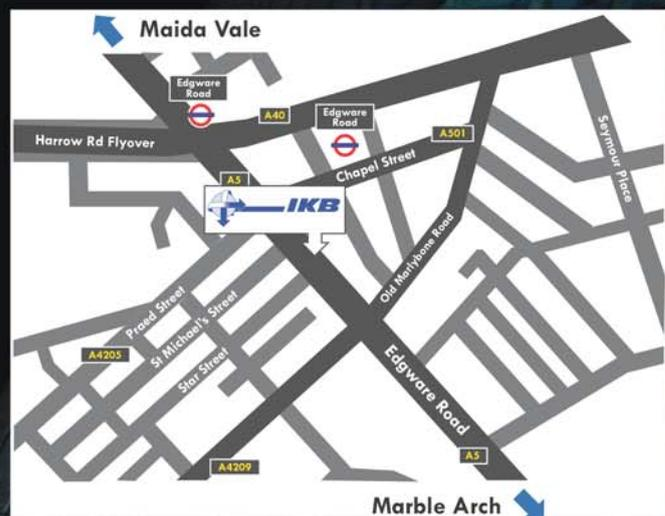 Maida Vale
Edgware
Road
A40
Edgware
Road
A501
Harrow Rd Flyover
Chapel Street
Seymour Place
A5
IKB
Old Marlybone Road
Praed Street
St Michael's Street
A4205
Star Street
Edgware Road
A4209
A5
Marble Arch